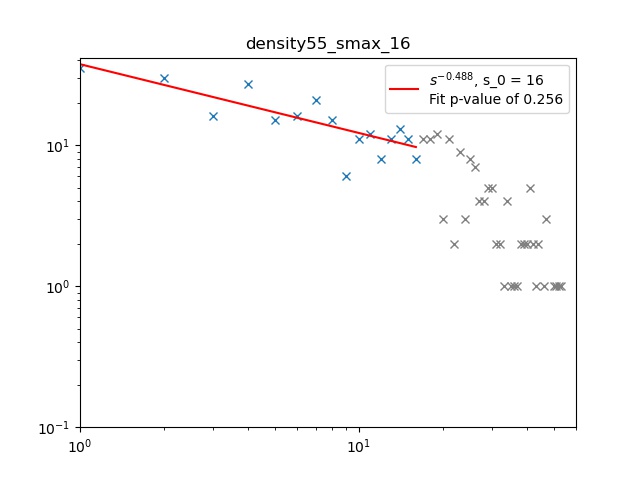 density55_smax_16
$s^{-0.488}$, s_0 = 16
Fit p-value of 0.256
10^1
10^0
10^-1
10^0
10^1